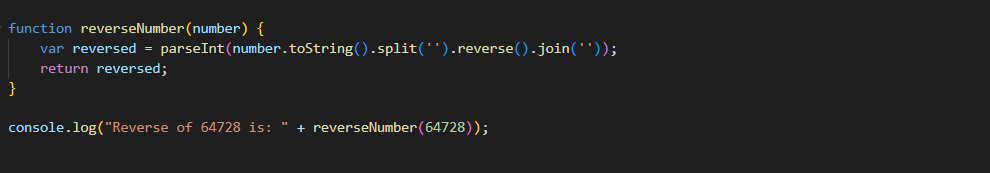 function reverseNumber(number) {
    var reversed = parseInt(number.toString().split('').reverse().join(''));
    return reversed;
}
console.log("Reverse of 64728 is: " + reverseNumber(64728));